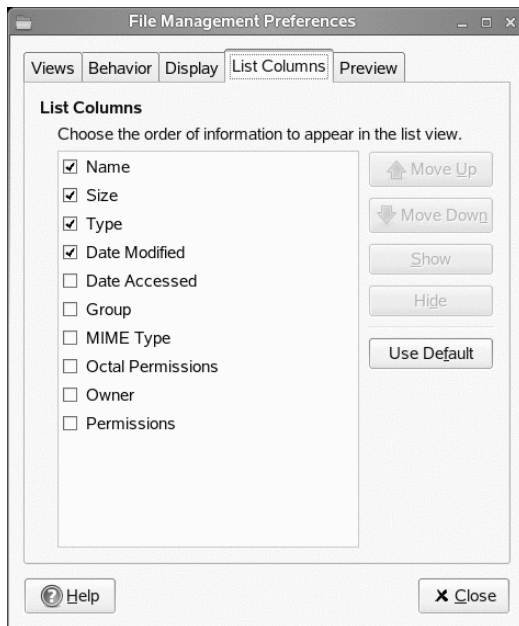 File Management Preferences
Views Behavior Display List Columns Preview
List Columns
Choose the order of information to appear in the list view.
Name
Size
Type
Date Modified
Date Accessed
Group
MIME Type
Octal Permissions
Owner
Permissions
Move Up
Move Down
Show
Hide
Use Default
Help
Close